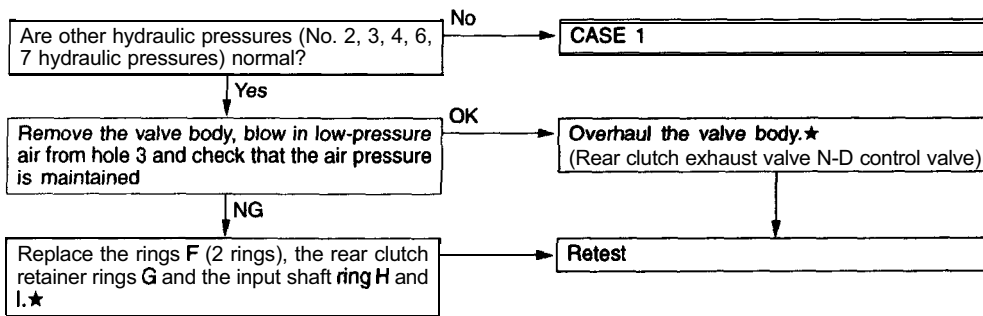 Are other hydraulic pressures (No. 2, 3, 4, 6,
7 hydraulic pressures) normal?
No
CASE 1
Yes
Remove the valve body, blow in low-pressure
air from hole 3 and check that the air pressure
is maintained
OK
Overhaul the valve body.★
(Rear clutch exhaust valve N-D control valve)
NG
Replace the rings F (2 rings), the rear clutch
retainer rings G and the input shaft ring H and
I.★
Retest